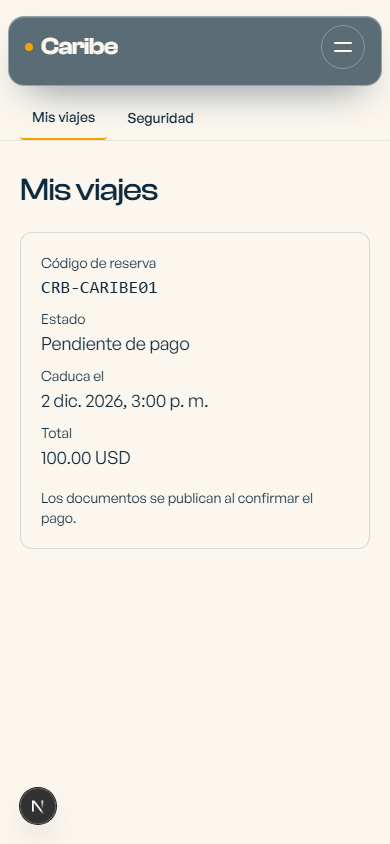 Caribe
Mis viajes
Seguridad
Mis viajes
Código de reserva
CRB-CARIBE01
Estado
Pendiente de pago
Caduca el
2 dic. 2026, 3:00 p. m.
Total
100.00 USD
Los documentos se publican al confirmar el
pago.
N